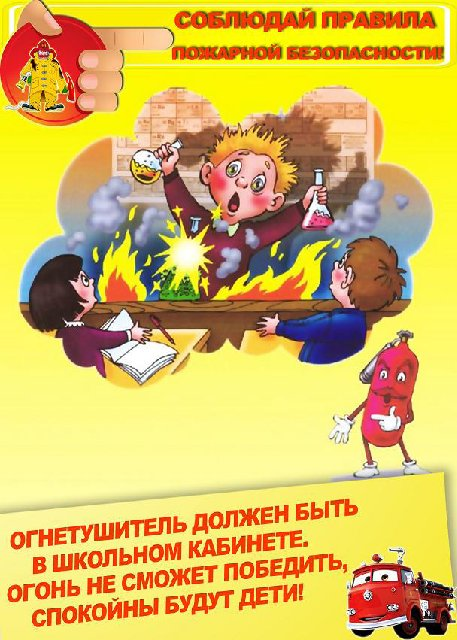 СОБЛЮДАЙ ПРАВИЛА
ПОЖАРНОЙ БЕЗОПАСНОСТИ!
ОГНЕТУШИТЕЛЬ ДОЛЖЕН БЫТЬ
В ШКОЛЬНОМ КАБИНЕТЕ.
ОГОНЬ НЕ СМОЖЕТ ПОБЕДИТЬ,
СПОКОЙНЫ БУДУТ ДЕТИ!